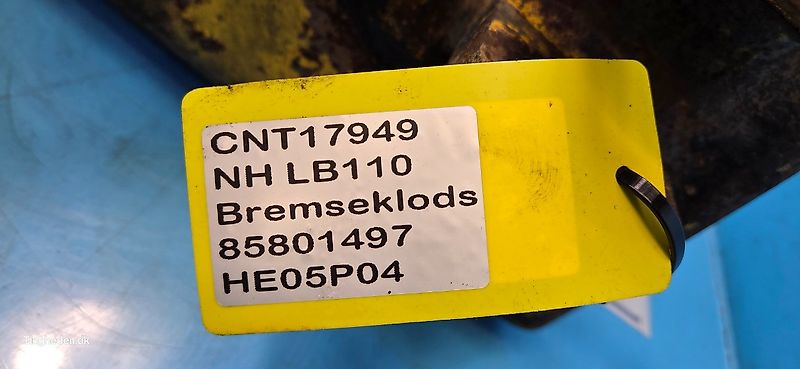 CNT17949
NH LB110
Bremseklods
85801497
HE05P04